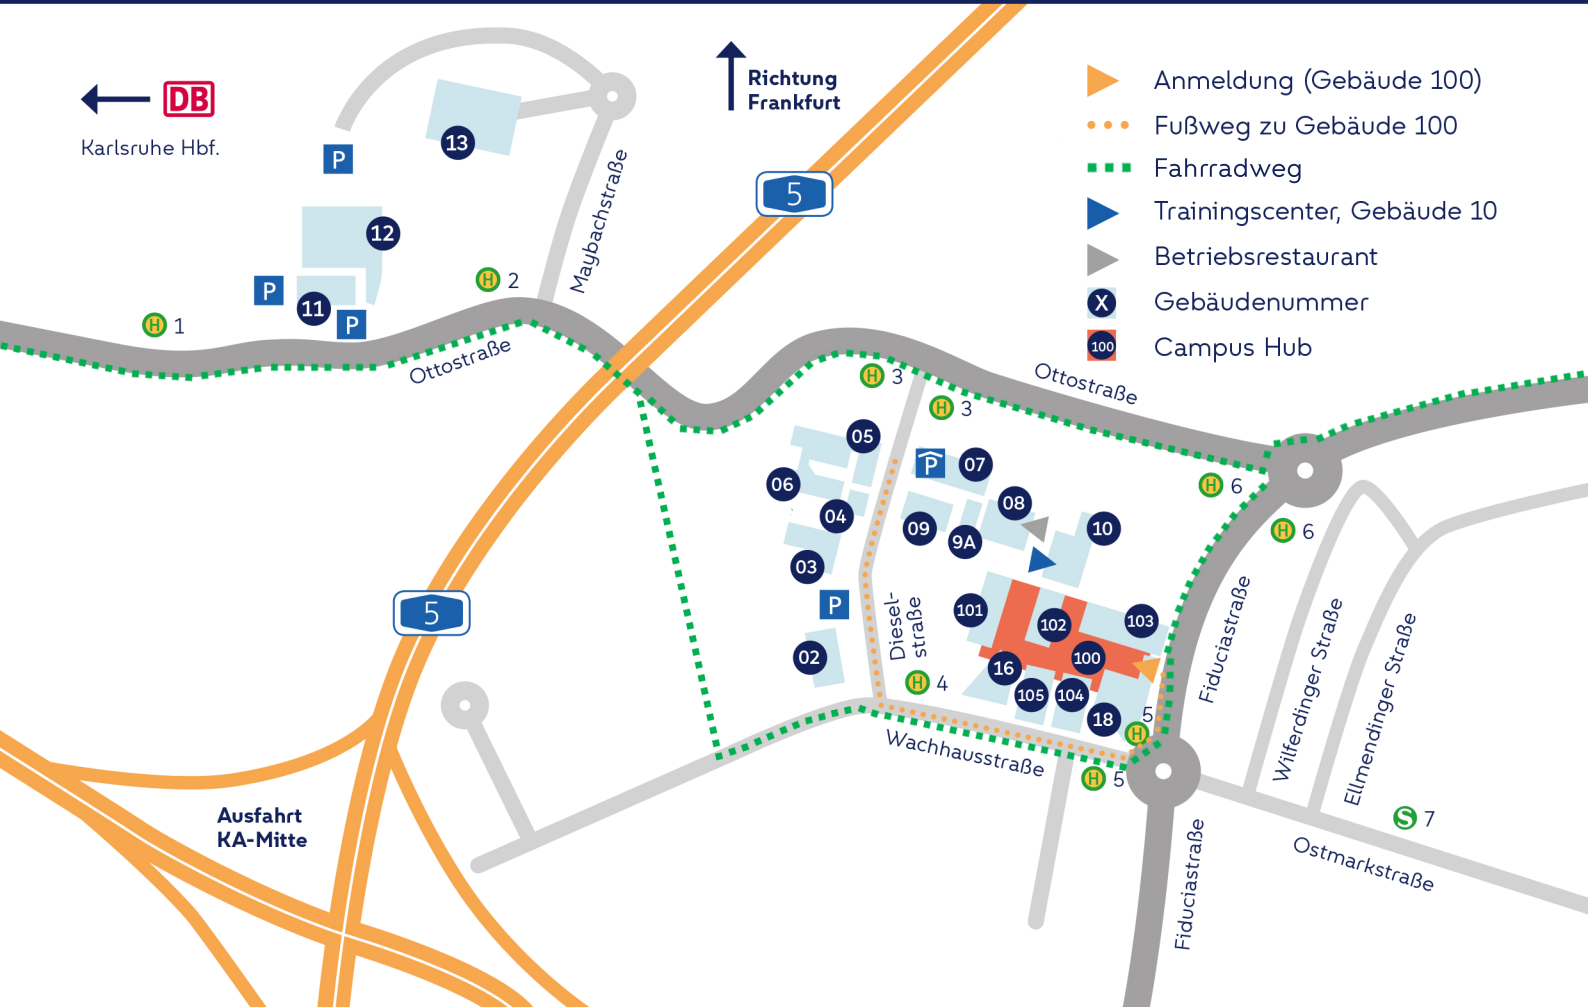 DB
Karlsruhe Hbf.
Richtung
Frankfurt
Anmeldung (Gebäude 100)
Fußweg zu Gebäude 100
Fahrradweg
Trainingscenter, Gebäude 10
Betriebsrestaurant
X Gebäudenummer
100 Campus Hub
13
P
Maybachstraße
5
12
P
11
P
H 1
H 2
Ottostraße
H 3
H 3
Ottostraße
05
P
07
06
04
08
09
9A
10
03
P
02
H 6
H 6
101
102
103
Diesel-
straße
16
100
105
104
18
H 4
5
H
Wachhausstraße
H 5
5
Fiduciastraße
Wilferdinger Straße
Ellmendinger Straße
S 7
Ostmarkstraße
Fiduciastraße
Ausfahrt
KA-Mitte